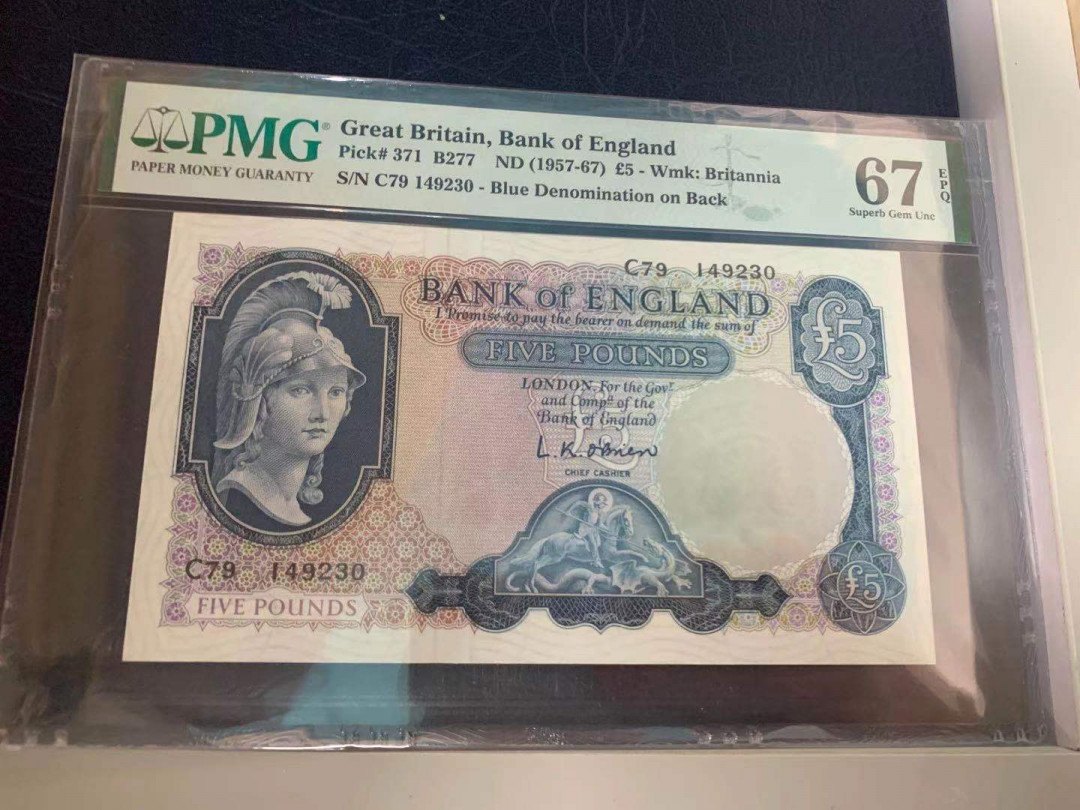 PMG®
PAPER MONEY GUARANTY
Great Britain, Bank of England
Pick# 371 B277 ND (1957-67) £5 - Wmk: Britannia
S/N C79 149230 - Blue Denomination on Back
67 EPQ
Superb Gem Unc
C79 149230
BANK of ENGLAND
I Promise to pay the bearer on demand the sum of
FIVE POUNDS
£5
LONDON, For the Govr
and Compa of the
Bank of England
L.K. O'Brien
CHIEF CASHIER
£5
C79 149230
FIVE POUNDS
£5